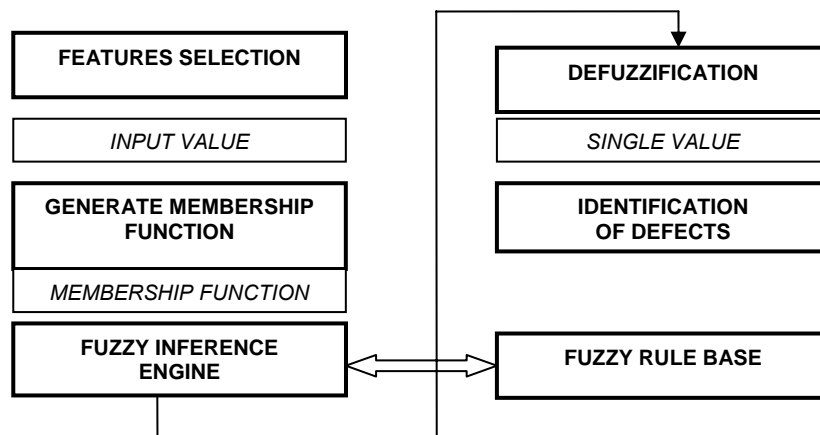 FEATURES SELECTION
INPUT VALUE
GENERATE MEMBERSHIP
FUNCTION
MEMBERSHIP FUNCTION
FUZZY INFERENCE
ENGINE
DEFUZZIFICATION
SINGLE VALUE
IDENTIFICATION
OF DEFECTS
FUZZY RULE BASE